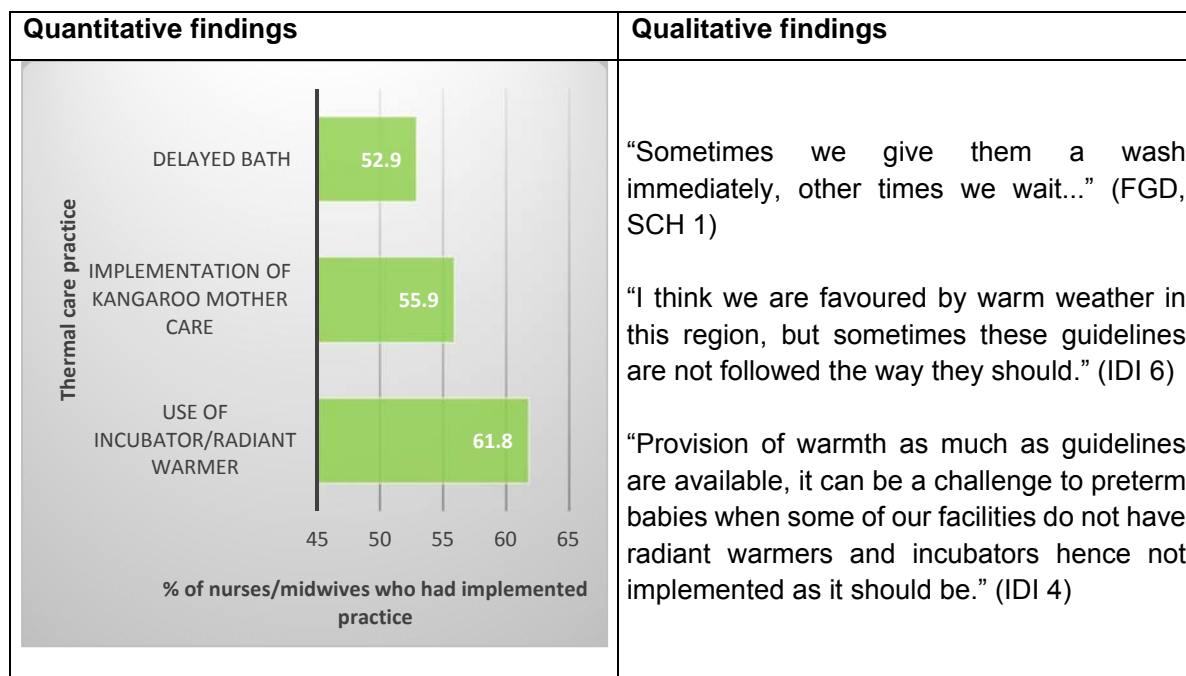 Quantitative findings
Qualitative findings
Thermal care practice
DELAYED BATH
52.9
IMPLEMENTATION OF
KANGAROO MOTHER
CARE
55.9
USE OF
INCUBATOR/RADIANT
WARMER
61.8
45 50 55 60 65
% of nurses/midwives who had implemented
practice
“Sometimes we give them a wash
immediately, other times we wait...” (FGD,
SCH 1)
“I think we are favoured by warm weather in
this region, but sometimes these guidelines
are not followed the way they should.” (IDI 6)
“Provision of warmth as much as guidelines
are available, it can be a challenge to preterm
babies when some of our facilities do not have
radiant warmers and incubators hence not
implemented as it should be.” (IDI 4)